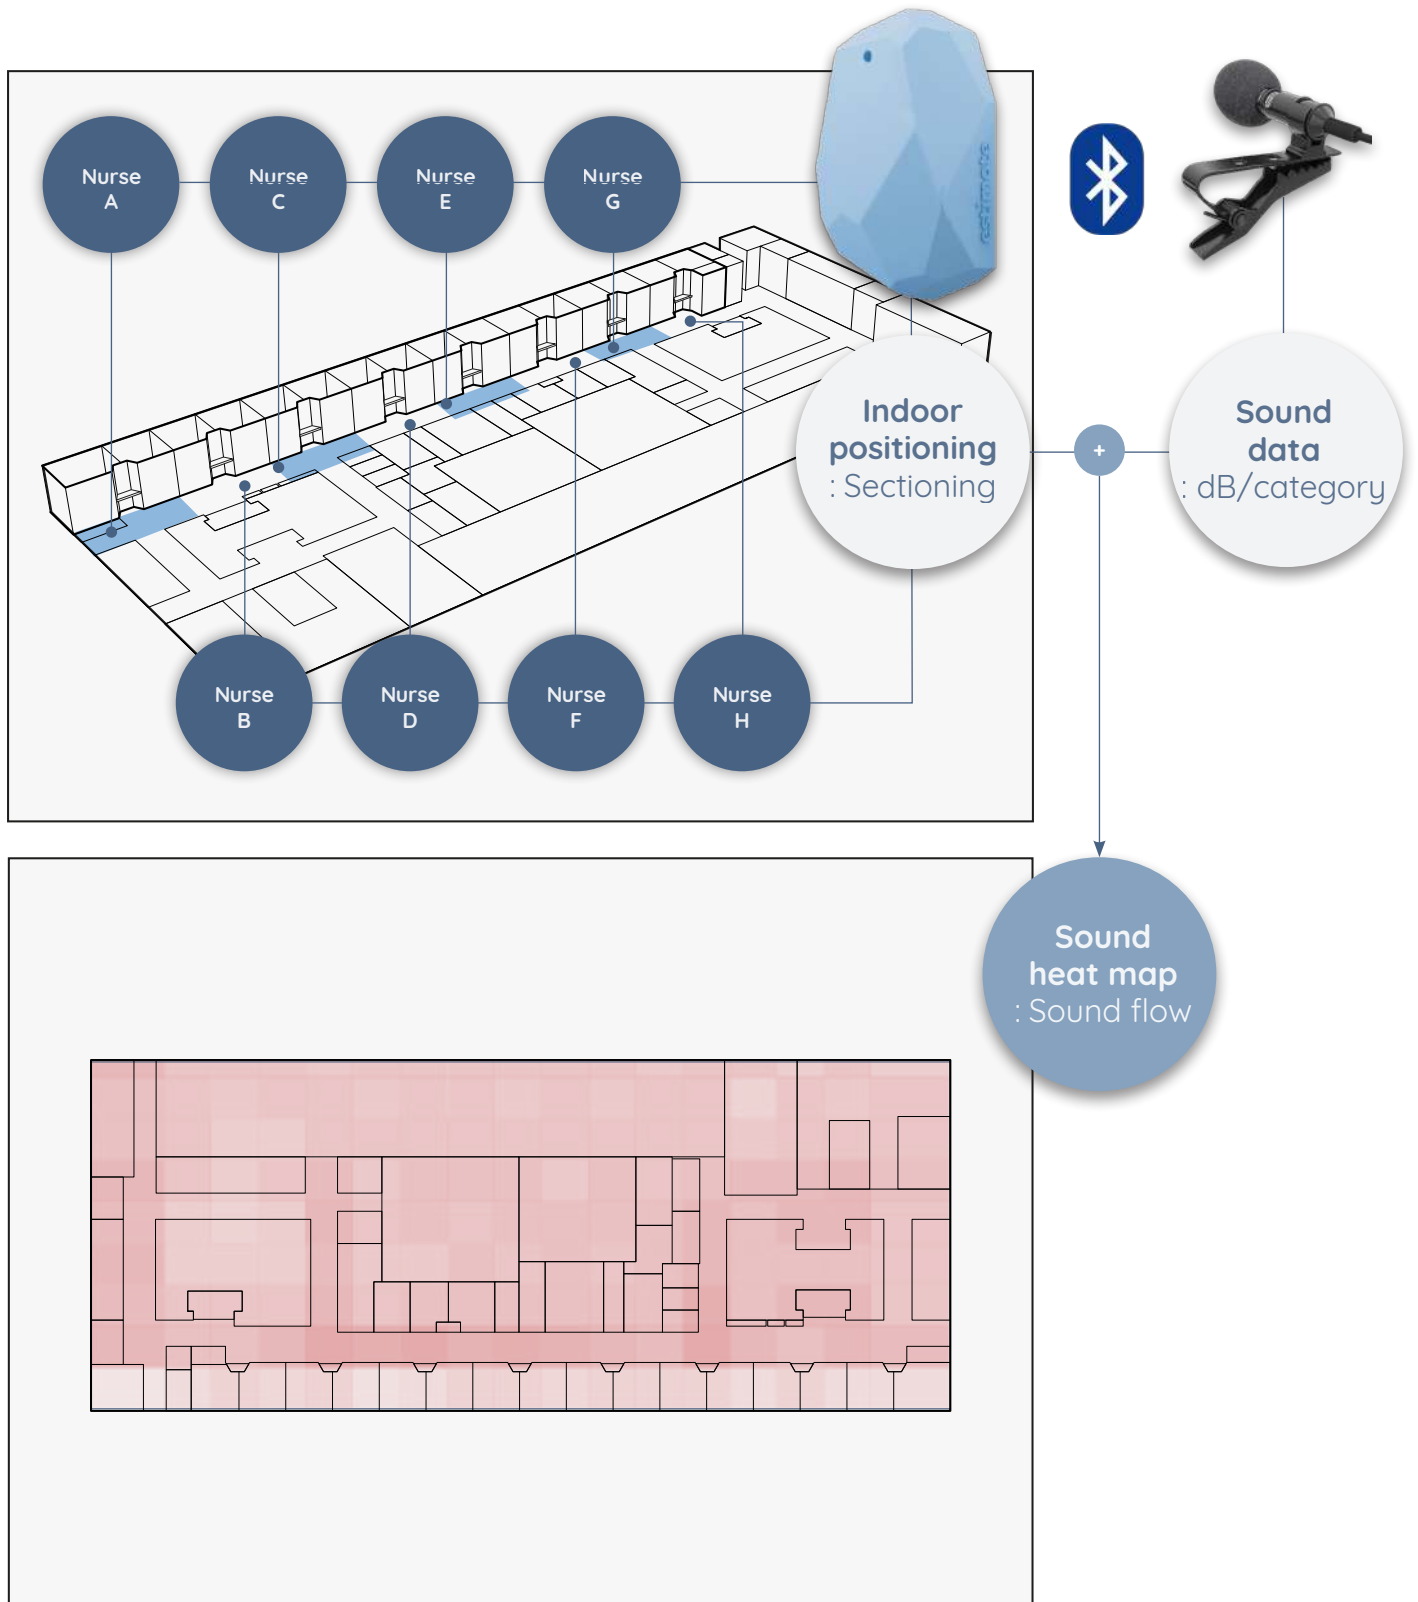 Nurse
A
Nurse
C
Nurse
E
Nurse
G
estimote
Indoor
positioning
: Sectioning
+
Sound
data
: dB/category
Nurse
B
Nurse
D
Nurse
F
Nurse
H
Sound
heat map
: Sound flow